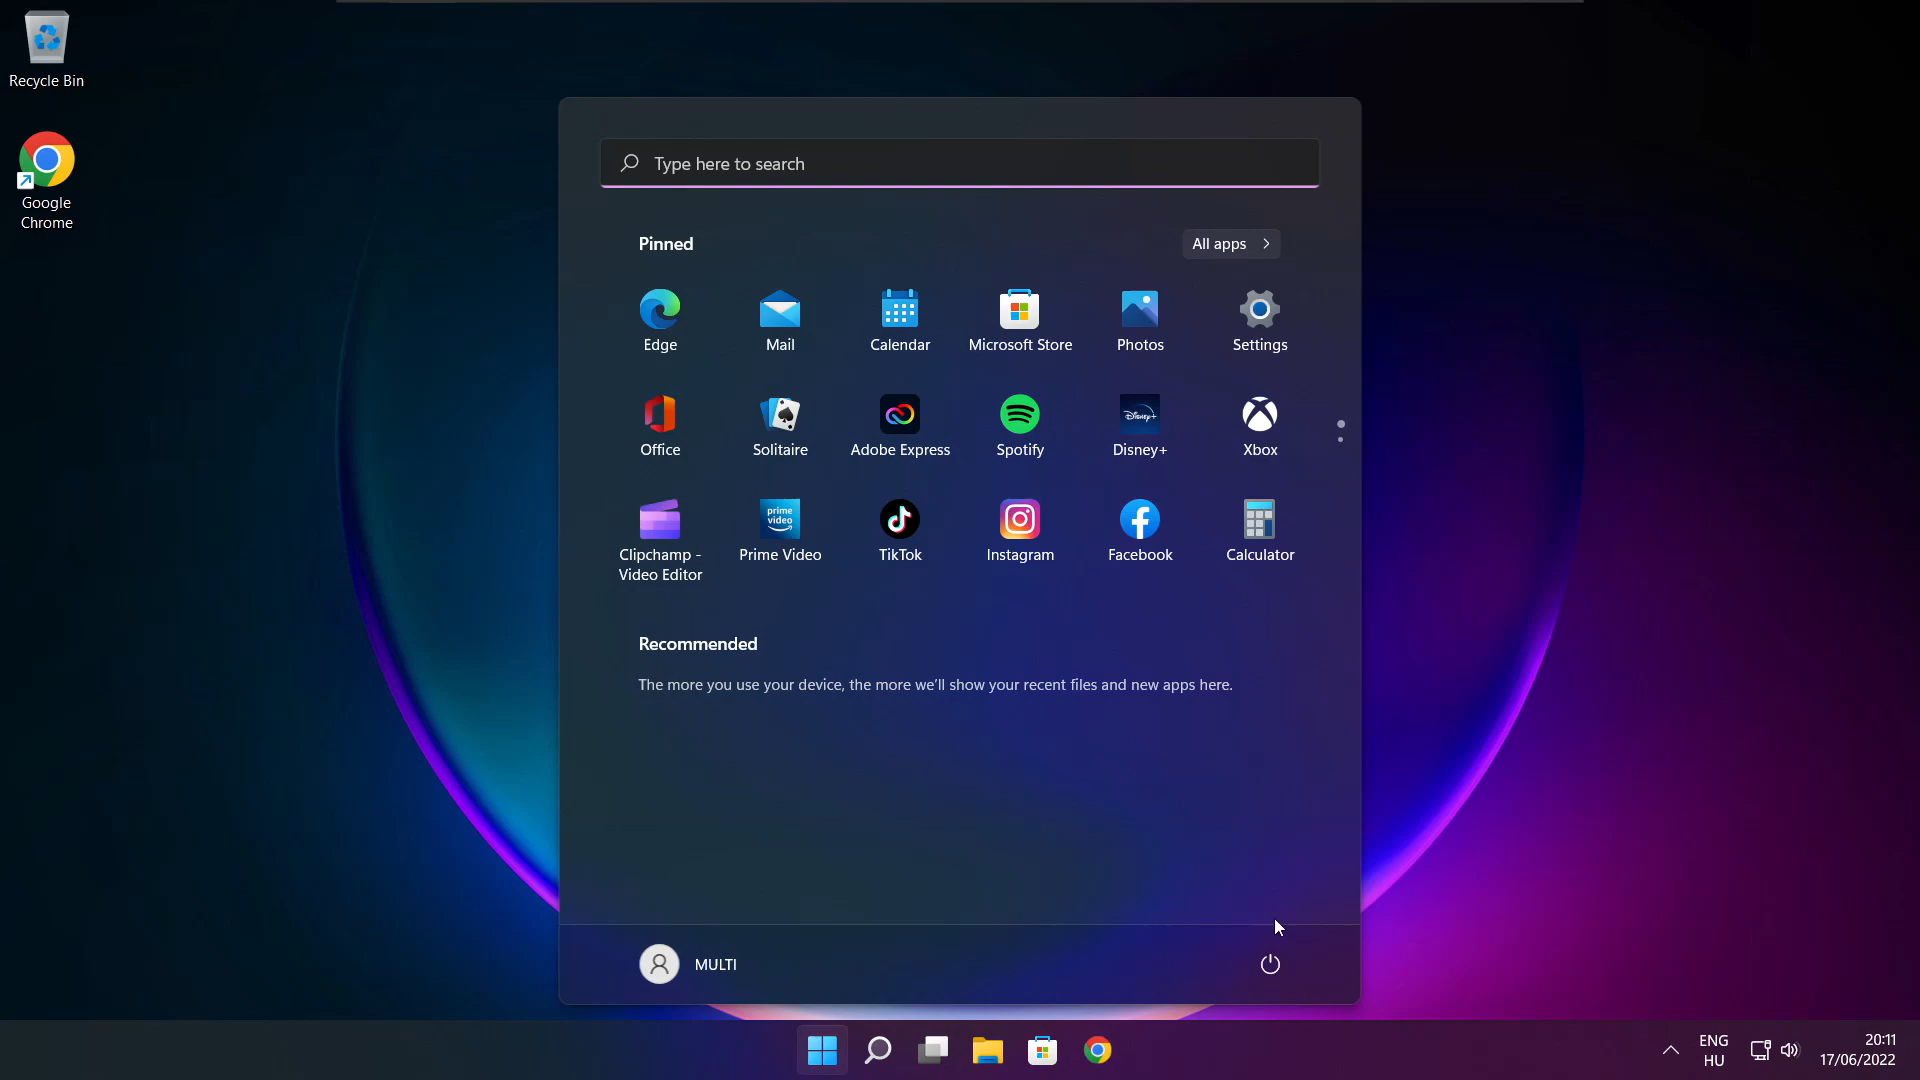 Recycle Bin
Google
Chrome
Type here to search
Pinned
All apps
Edge
Mail
Calendar
Microsoft Store
Photos
Settings
Disney+
Office
Solitaire
Adobe Express
Spotify
Disney+
Xbox
prime
video
Clipchamp -
Video Editor
Prime Video
TikTok
Instagram
Facebook
Calculator
Recommended
The more you use your device, the more we'll show your recent files and new apps here.
MULTI
ENG
HU
20:11
17/06/2022